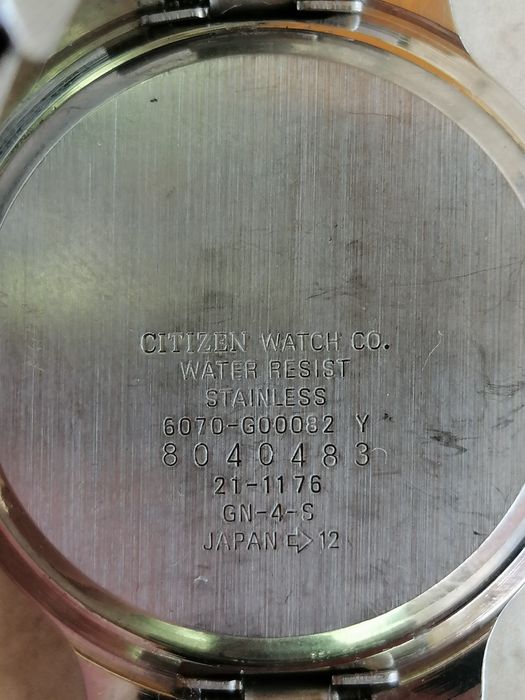 CITIZEN WATCH CO.
WATER RESIST
STAINLESS
6070-G00082 Y
8040483
21-1176
GN-4-S
JAPAN ⇨ 12